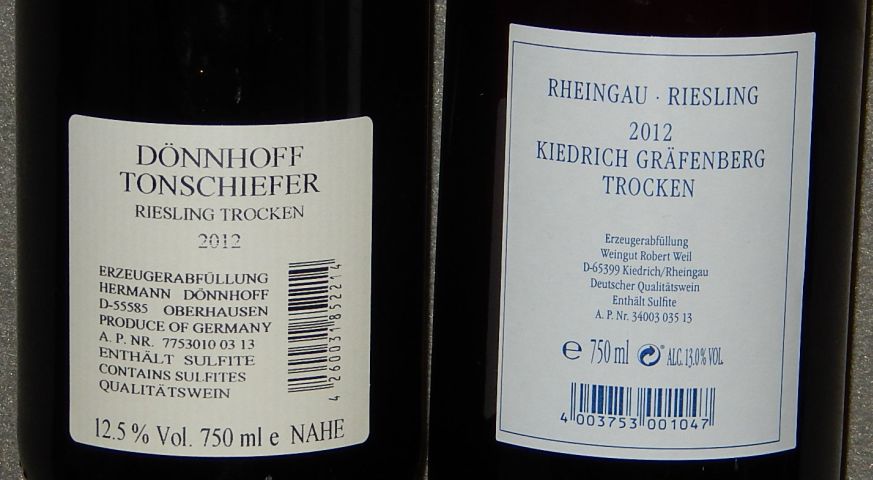 DÖNNHOFF
TONSCHIEFER
RIESLING TROCKEN
2012
ERZEUGERABFÜLLUNG
HERMANN DÖNNHOFF
D-55585 OBERHAUSEN
PRODUCE OF GERMANY
A. P. NR. 7753010 03 13
ENTHÄLT SULFITE
CONTAINS SULFITES
QUALITÄTSWEIN
4 260031 852214
12.5 % Vol. 750 ml e NAHE
RHEINGAU · RIESLING
2012
KIEDRICH GRÄFENBERG
TROCKEN
Erzeugerabfüllung
Weingut Robert Weil
D-65399 Kiedrich/Rheingau
Deutscher Qualitätswein
Enthält Sulfite
A. P. Nr. 34003 035 13
e 750 ml ALC. 13.0% VOL.
4 003753 001047